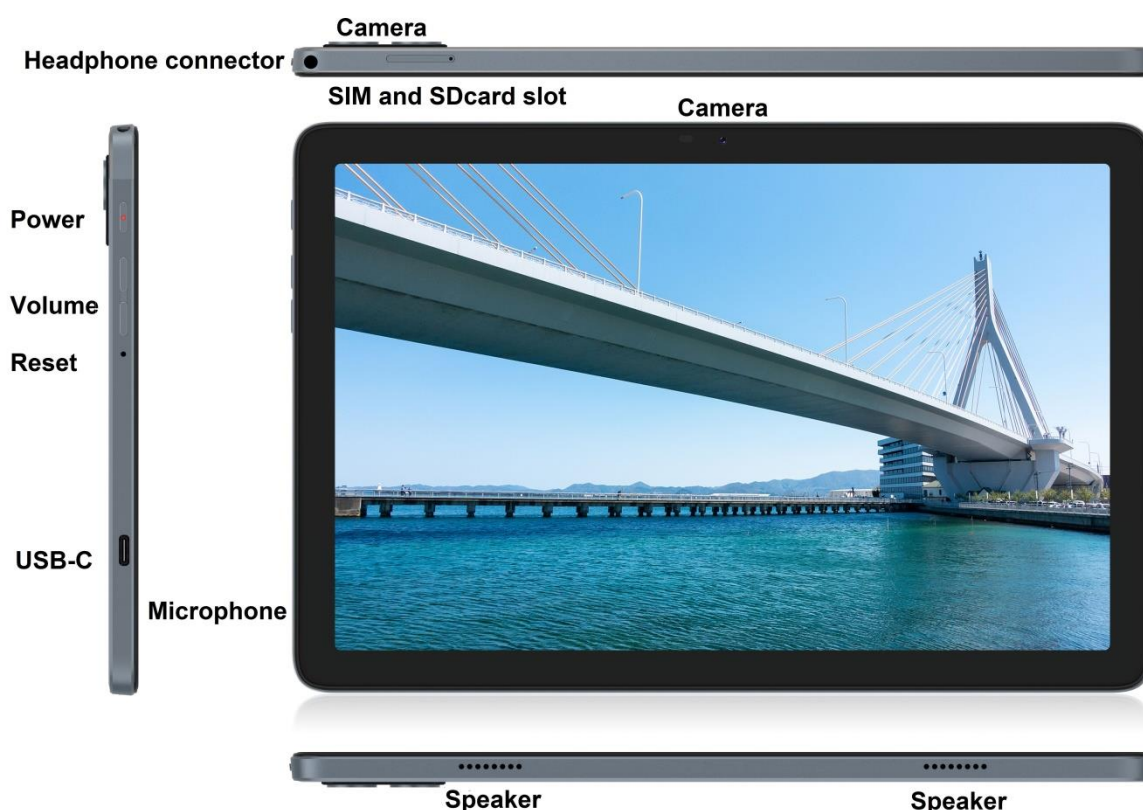 Camera
Headphone connector
SIM and SDcard slot
Camera
Power
Volume
Reset
USB-C
Microphone
Speaker
Speaker